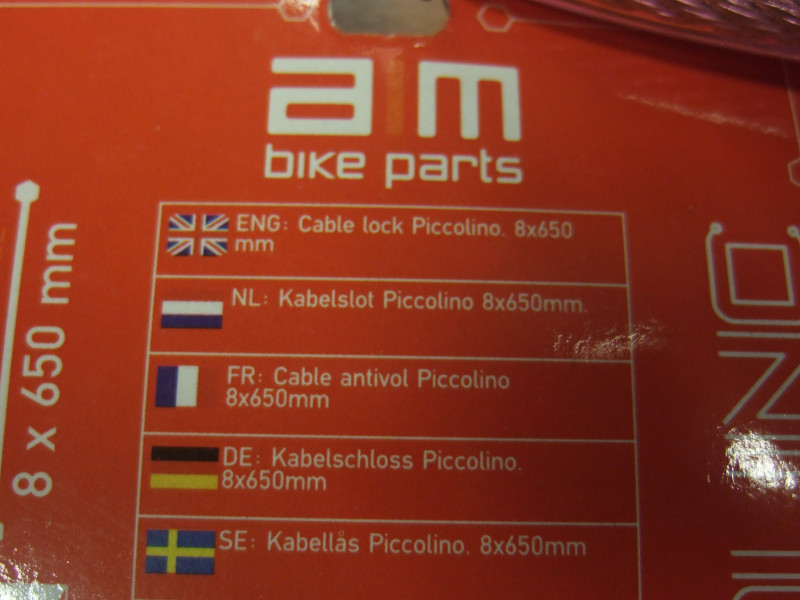 aim
bike parts
ENG: Cable lock Piccolino. 8x650
mm
NL: Kabelslot Piccolino 8x650mm.
FR: Cable antivol Piccolino
8x650mm
DE: Kabelschloss Piccolino.
8x650mm
SE: Kabellås Piccolino. 8x650mm
8 x 650 mm